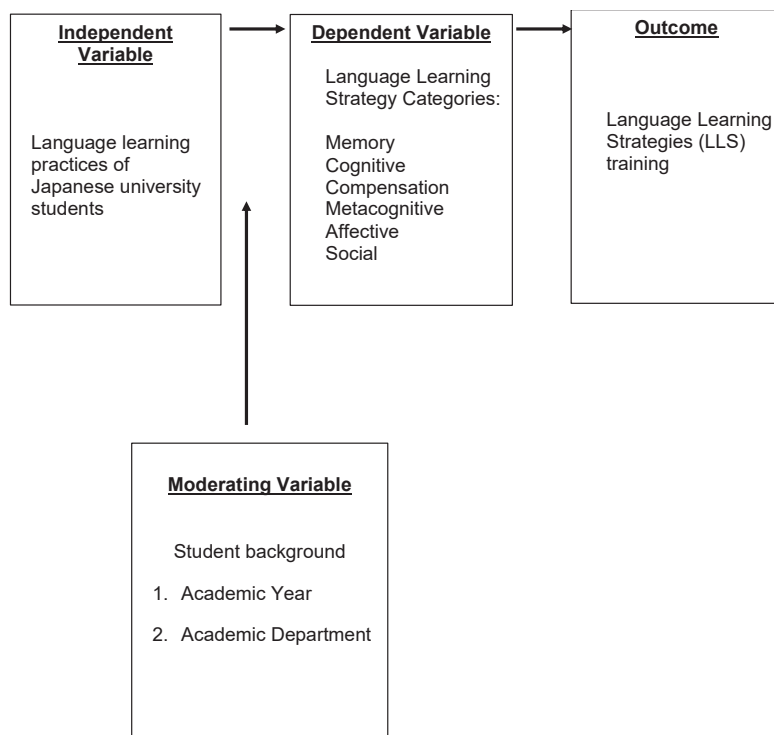 Independent
Variable
Language learning
practices of
Japanese university
students
Dependent Variable
Language Learning
Strategy Categories:
Memory
Cognitive
Compensation
Metacognitive
Affective
Social
Outcome
Language Learning
Strategies (LLS)
training
Moderating Variable
Student background
1. Academic Year
2. Academic Department